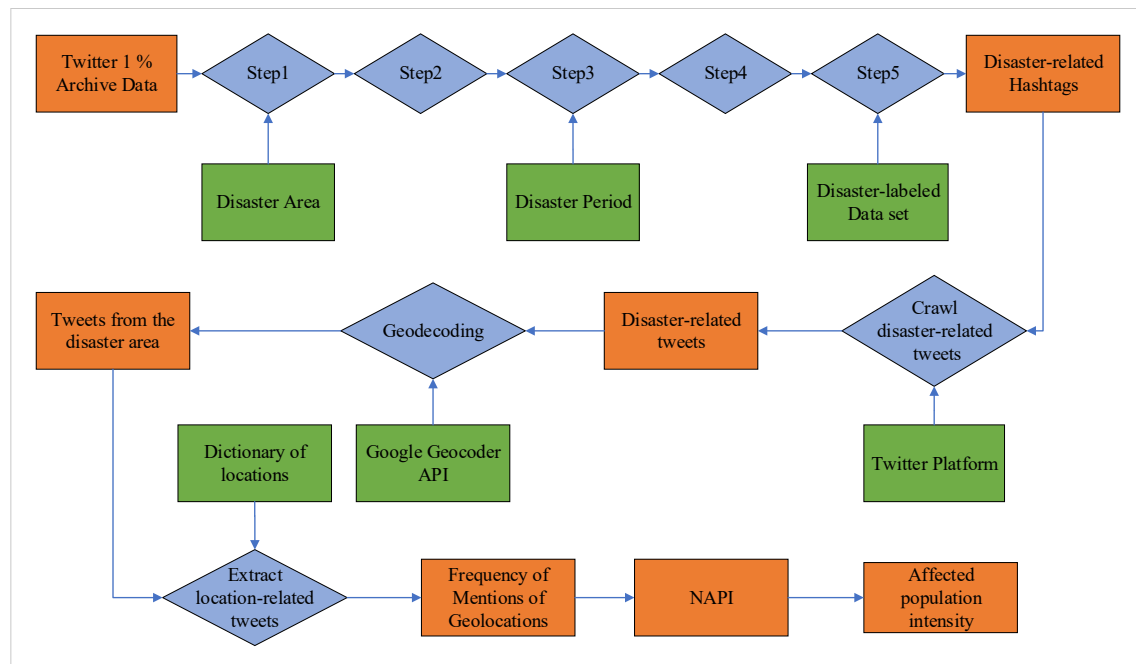 Twitter 1 %
Archive Data
Step1
Step2
Step3
Step4
Step5
Disaster-related
Hashtags
Disaster Area
Disaster Period
Disaster-labeled
Data set
Tweets from the
disaster area
Geodecoding
Disaster-related
tweets
Crawl
disaster-related
tweets
Dictionary of
locations
Google Geocoder
API
Twitter Platform
Extract
location-related
tweets
Frequency of
Mentions of
Geolocations
NAPI
Affected
population
intensity